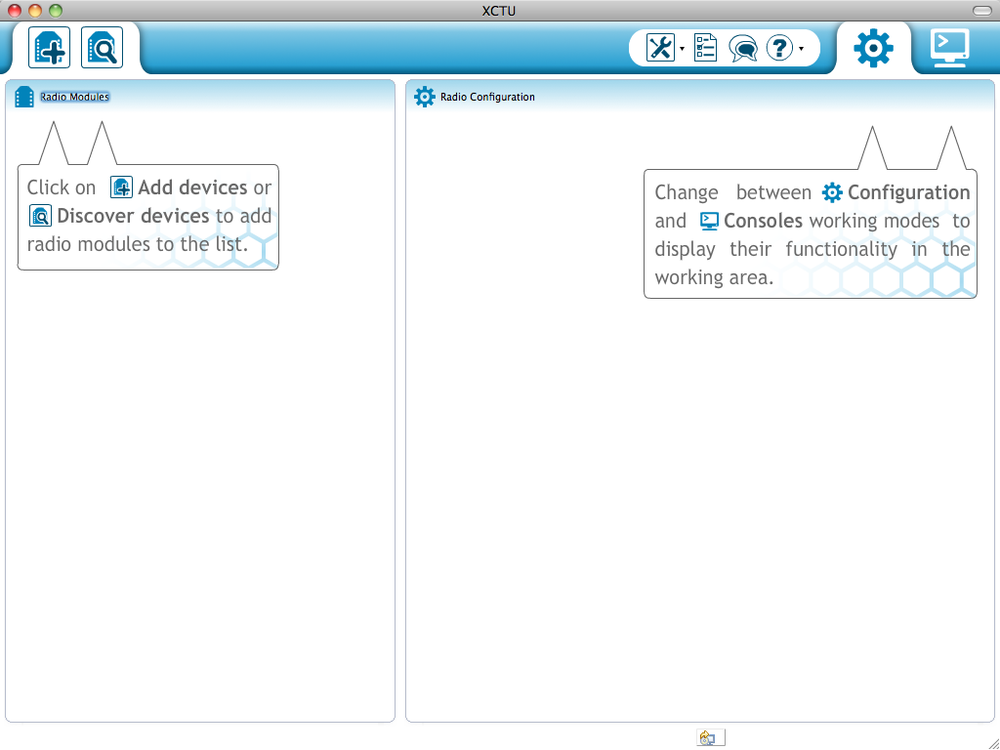 XCTU
Radio Modules
Radio Configuration
Click on Add devices or
Discover devices to add
radio modules to the list.
Change between Configuration
and Consoles working modes to
display their functionality in the
working area.